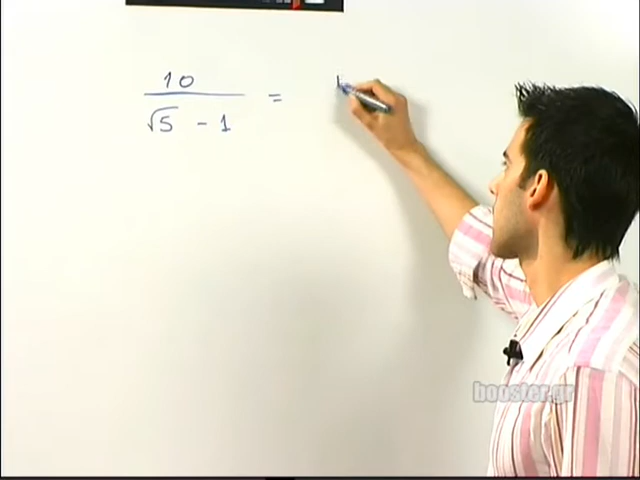 10
√5 - 1 =
booster.gr